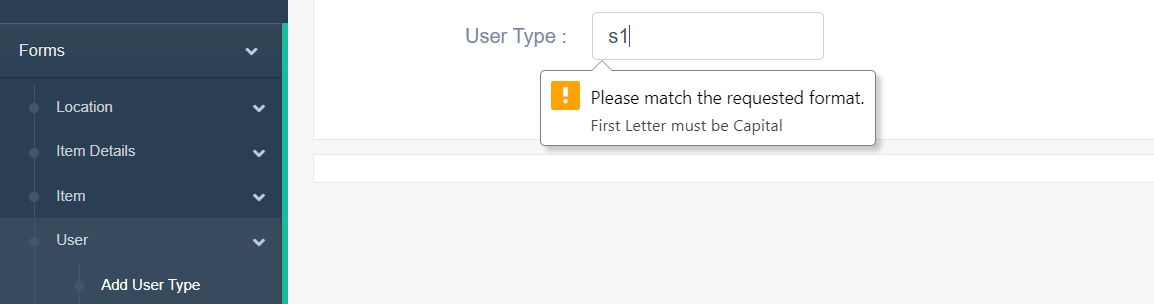 Forms
Location
Item Details
Item
User
Add User Type
User Type :
s1
Please match the requested format.
First Letter must be Capital